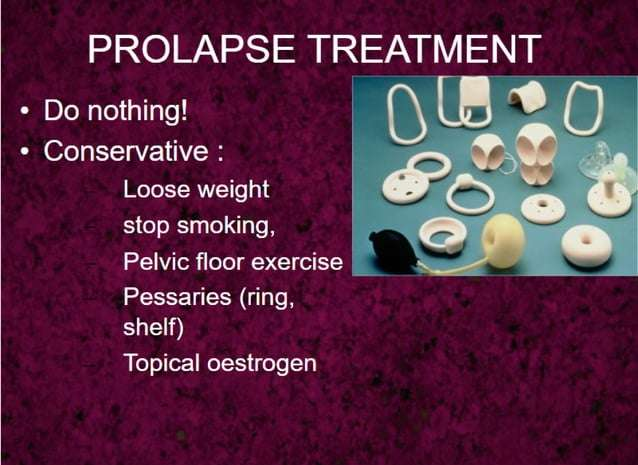 PROLAPSE TREATMENT
• Do nothing!
• Conservative :
Loose weight
stop smoking,
Pelvic floor exercise
Pessaries (ring,
shelf)
Topical oestrogen